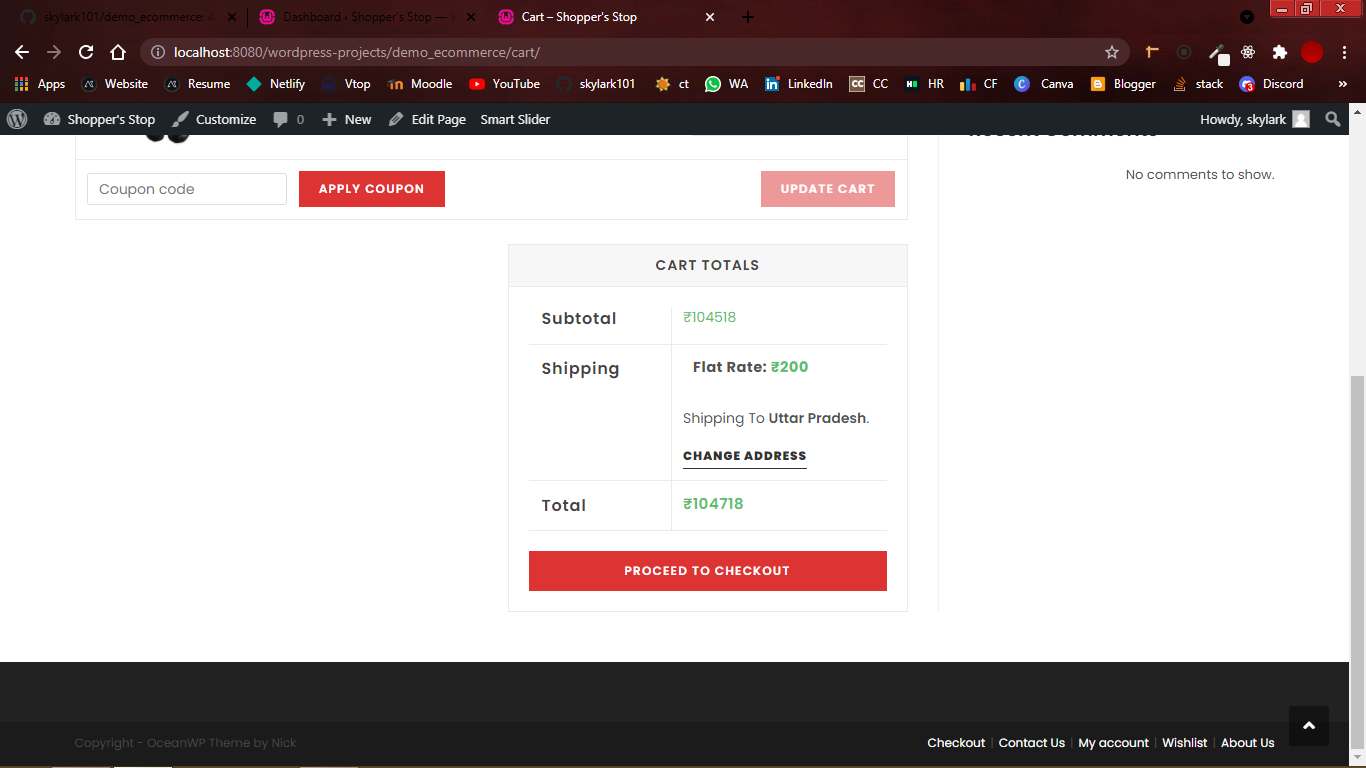 skylark101/demo_ecommerce: A
Dashboard ‹ Shopper's Stop — W
Cart – Shopper's Stop
localhost:8080/wordpress-projects/demo_ecommerce/cart/
Apps Website Resume Netlify Vtop Moodle YouTube skylark101 ct WA LinkedIn CC HR CF Canva Blogger stack Discord »
Shopper's Stop Customize 0 New Edit Page Smart Slider Howdy, skylark
Recent Comments
No comments to show.
Coupon code APPLY COUPON UPDATE CART
CART TOTALS
Subtotal ₹104518
Shipping Flat Rate: ₹200
Shipping To Uttar Pradesh.
CHANGE ADDRESS
Total ₹104718
PROCEED TO CHECKOUT
Copyright - OceanWP Theme by Nick
Checkout | Contact Us | My account | Wishlist | About Us